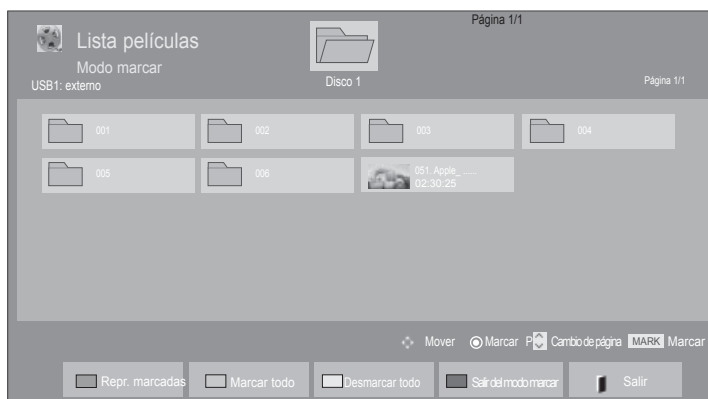 Página 1/1
Lista películas
Modo marcar
USB1: externo
Disco 1
Página 1/1
001
002
003
004
005
006
051. Apple_ ......
02:30:25
Mover
Marcar
P
Cambio de página
MARK
Marcar
Repr. marcadas
Marcar todo
Desmarcar todo
Salir del modo marcar
Salir